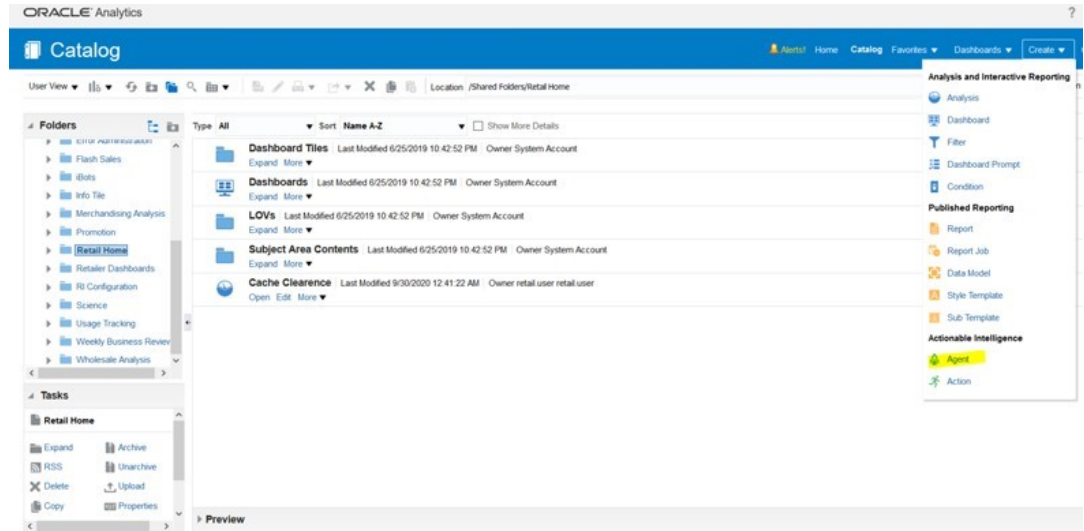 ORACLE Analytics
?
Catalog
Alerts! Home Catalog Favorites Dashboards Create
User View
Location /Shared Folders/Retail Home
Folders
Error Administration
Flash Sales
iBots
Info Tile
Merchandising Analysis
Promotion
Retail Home
Retailer Dashboards
RI Configuration
Science
Usage Tracking
Weekly Business Review
Wholesale Analysis
Tasks
Retail Home
Expand Archive
RSS Unarchive
Delete Upload
Copy Properties
Type All Sort Name A-Z Show More Details
Dashboard Tiles Last Modified 6/25/2019 10:42:52 PM Owner System Account
Expand More
Dashboards Last Modified 6/25/2019 10:42:52 PM Owner System Account
Expand More
LOVs Last Modified 6/25/2019 10:42:52 PM Owner System Account
Expand More
Subject Area Contents Last Modified 6/25/2019 10:42:52 PM Owner System Account
Expand More
Cache Clearence Last Modified 9/30/2020 12:41:22 AM Owner retail.user retail.user
Open Edit More
Preview
Analysis and Interactive Reporting
Analysis
Dashboard
Filter
Dashboard Prompt
Condition
Published Reporting
Report
Report Job
Data Model
Style Template
Sub Template
Actionable Intelligence
Agent
Action